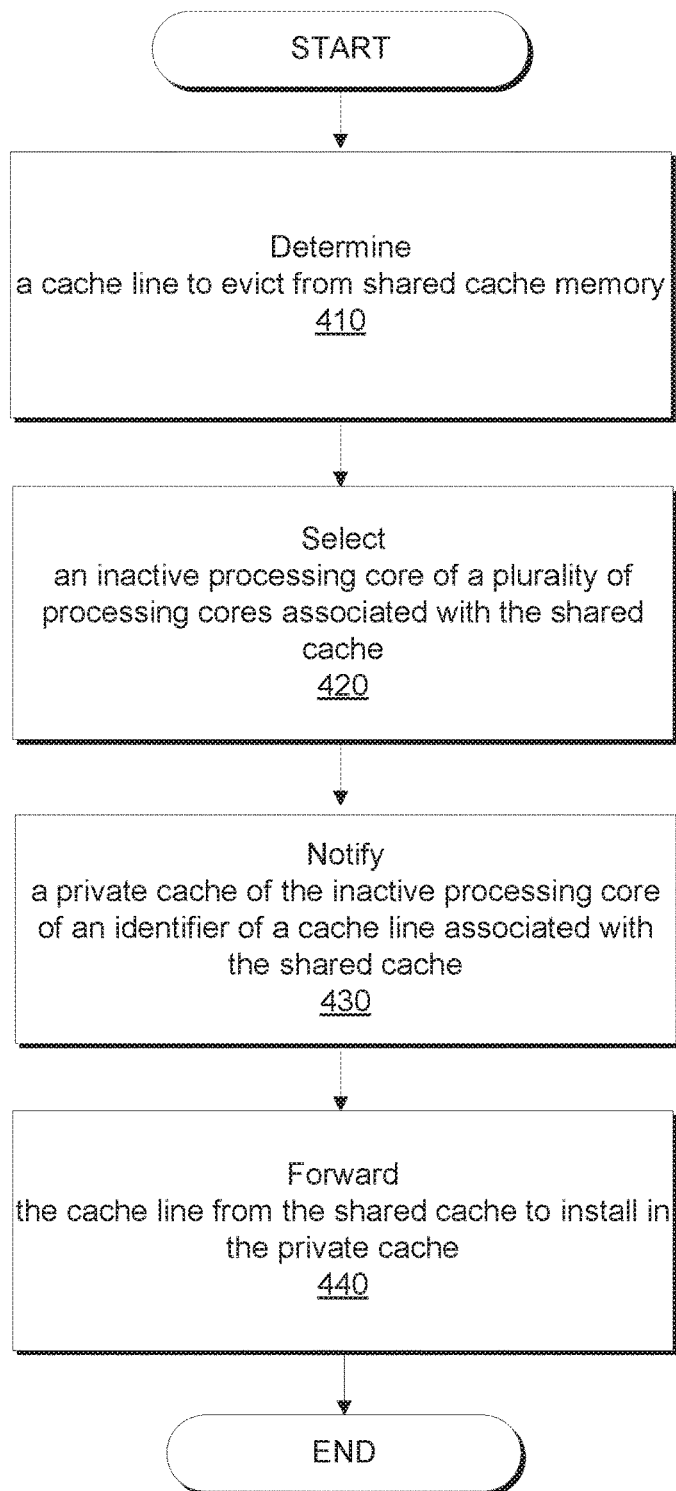 START
Determine
a cache line to evict from shared cache memory
410
Select
an inactive processing core of a plurality of
processing cores associated with the shared
cache
420
Notify
a private cache of the inactive processing core
of an identifier of a cache line associated with
the shared cache
430
Forward
the cache line from the shared cache to install in
the private cache
440
END